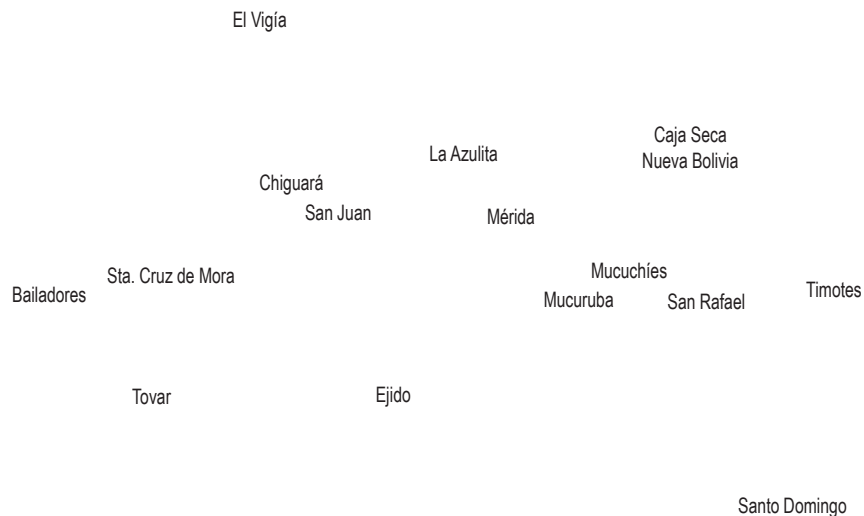 El Vigía
Caja Seca
La Azulita
Nueva Bolivia
Chiguará
San Juan
Mérida
Mucuchíes
Sta. Cruz de Mora
Timotes
Bailadores
Mucuruba
San Rafael
Ejido
Tovar
Santo Domingo